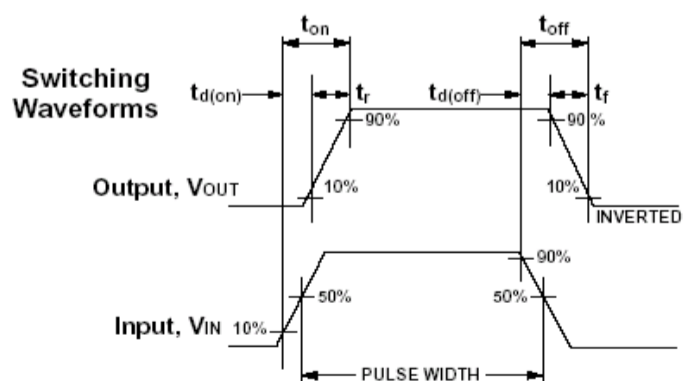 ton toff
Switching
Waveforms
td(on) tr td(off) tf
90% 90%
Output, VOUT 10% 10%
INVERTED
90%
50% 50%
Input, VIN 10%
PULSE WIDTH